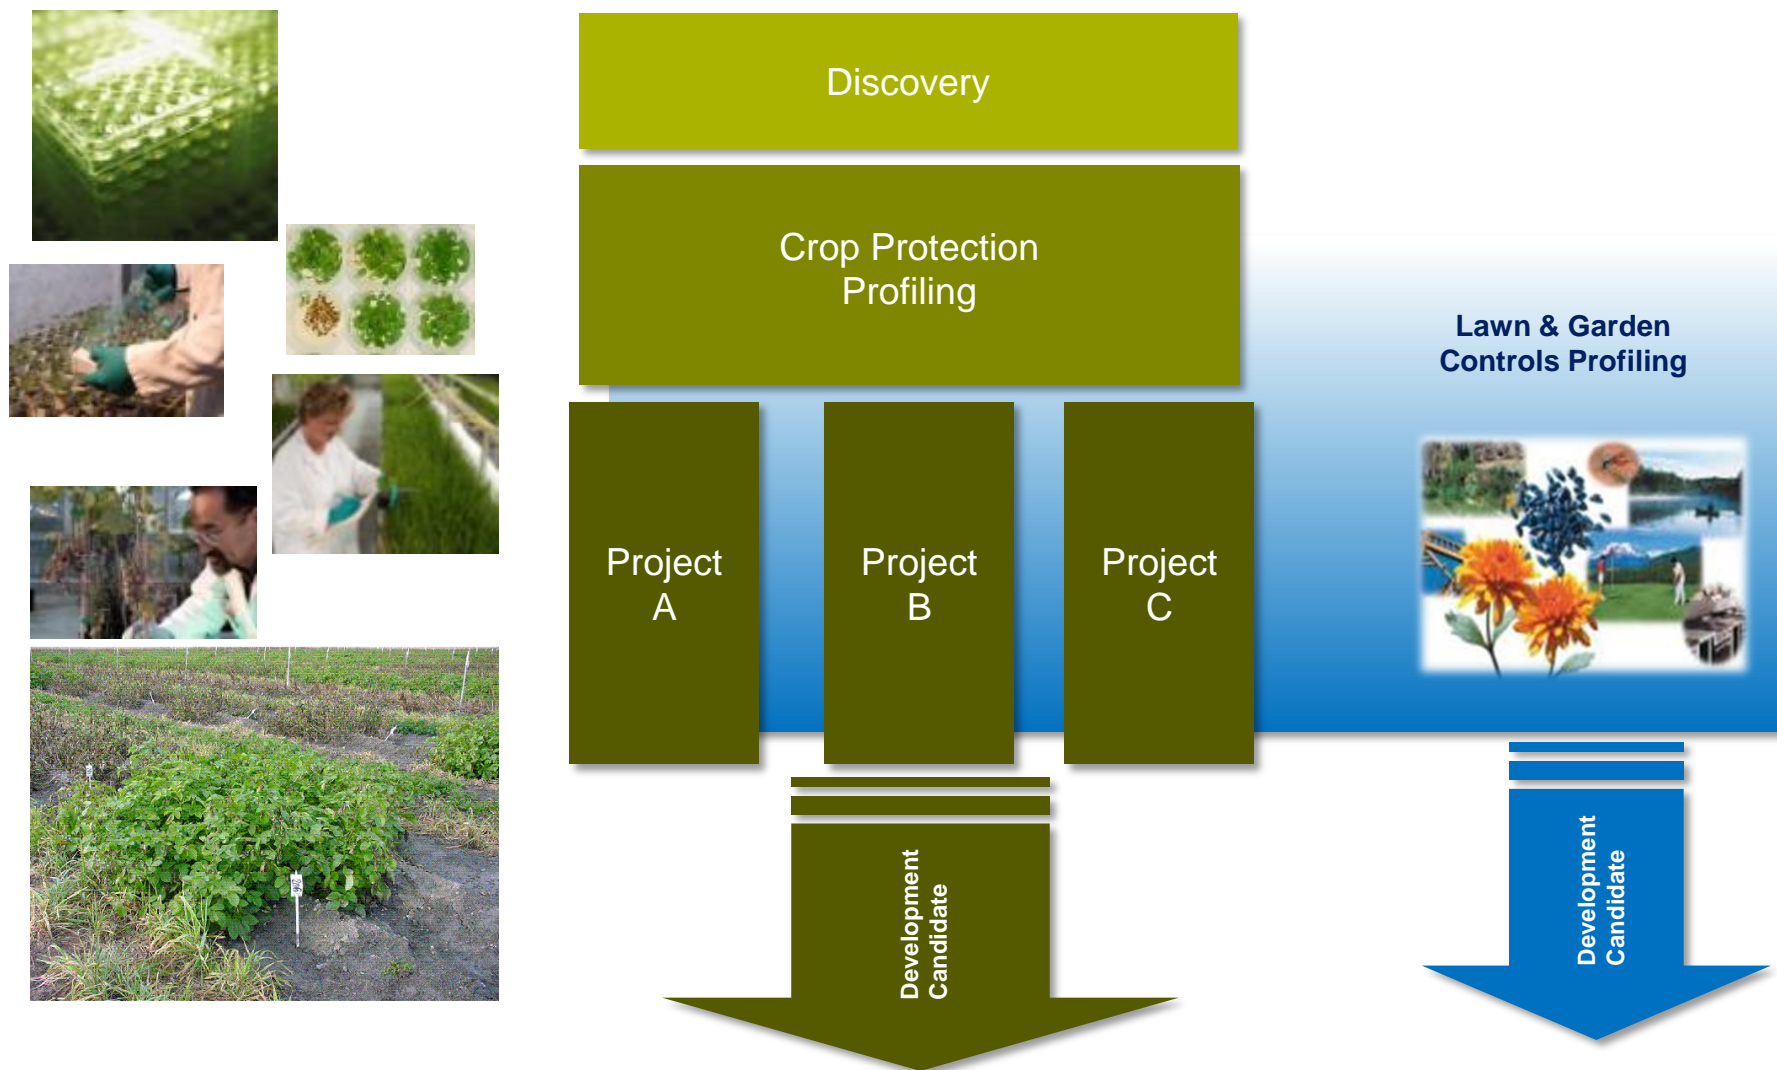 Discovery
Crop Protection
Profiling
Lawn & Garden
Controls Profiling
Project
A
Project
B
Project
C
Development
Candidate
Development
Candidate